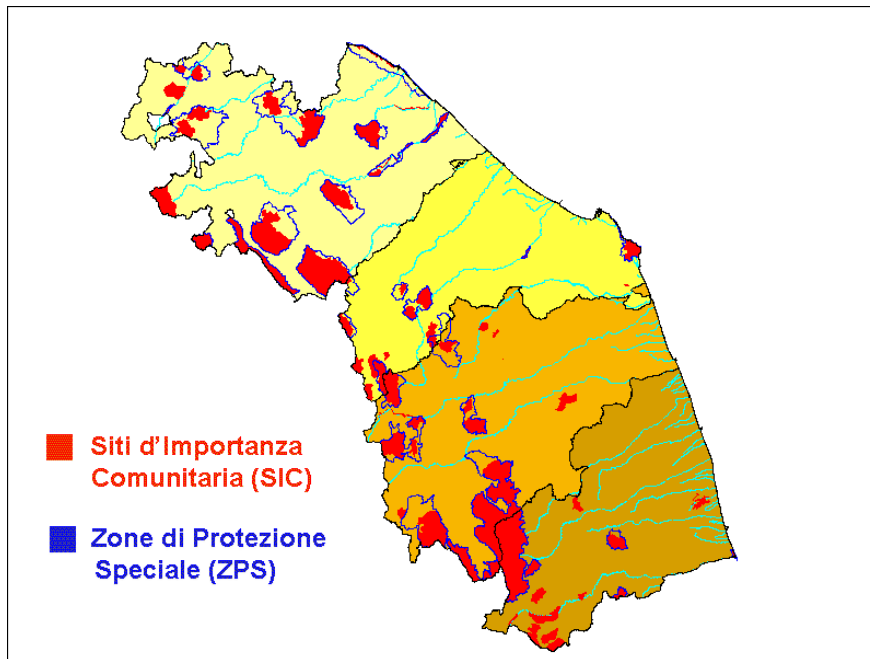 Siti d'Importanza
Comunitaria (SIC)
Zone di Protezione
Speciale (ZPS)